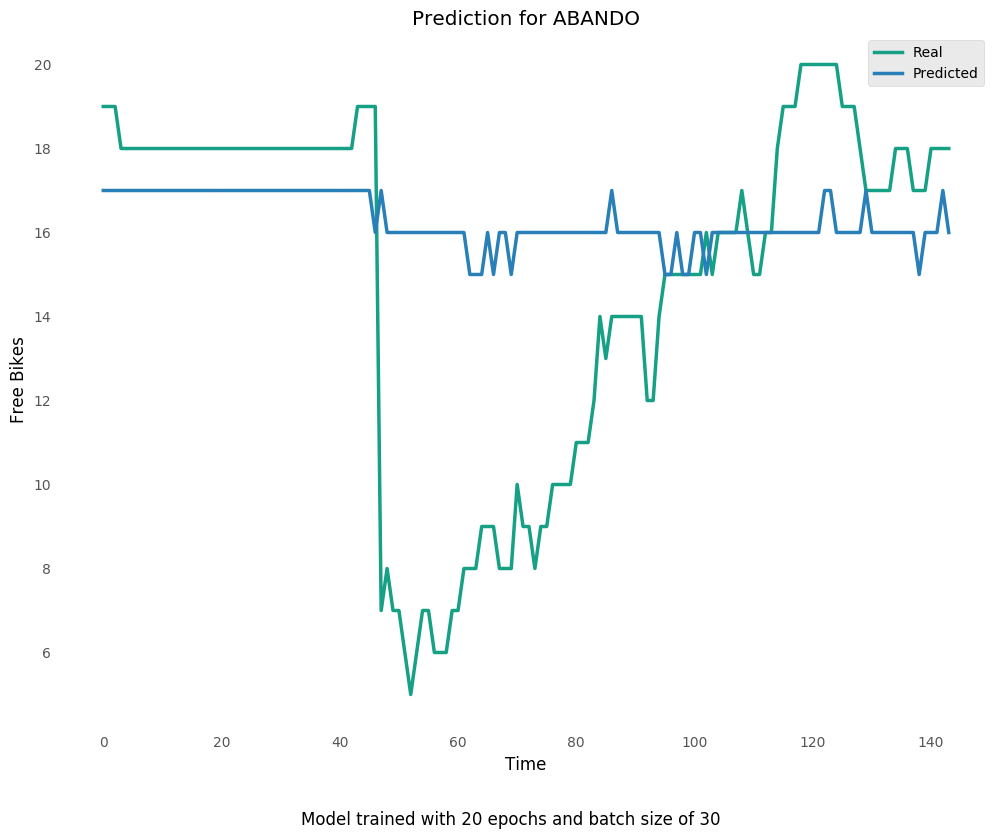 Prediction for ABANDO
Real
Predicted
20
18
16
14
12
10
8
6
Free Bikes
0 20 40 60 80 100 120 140
Time
Model trained with 20 epochs and batch size of 30